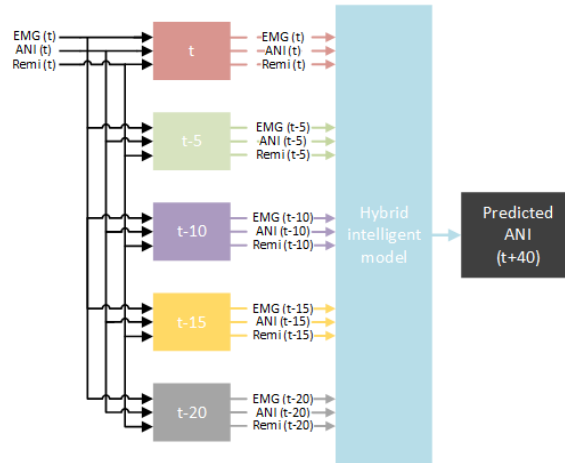 EMG (t)
ANI (t)
Remi (t)
t
EMG (t)
ANI (t)
Remi (t)
t-5
EMG (t-5)
ANI (t-5)
Remi (t-5)
t-10
EMG (t-10)
ANI (t-10)
Remi (t-10)
t-15
EMG (t-15)
ANI (t-15)
Remi (t-15)
t-20
EMG (t-20)
ANI (t-20)
Remi (t-20)
Hybrid
intelligent
model
Predicted
ANI
(t+40)